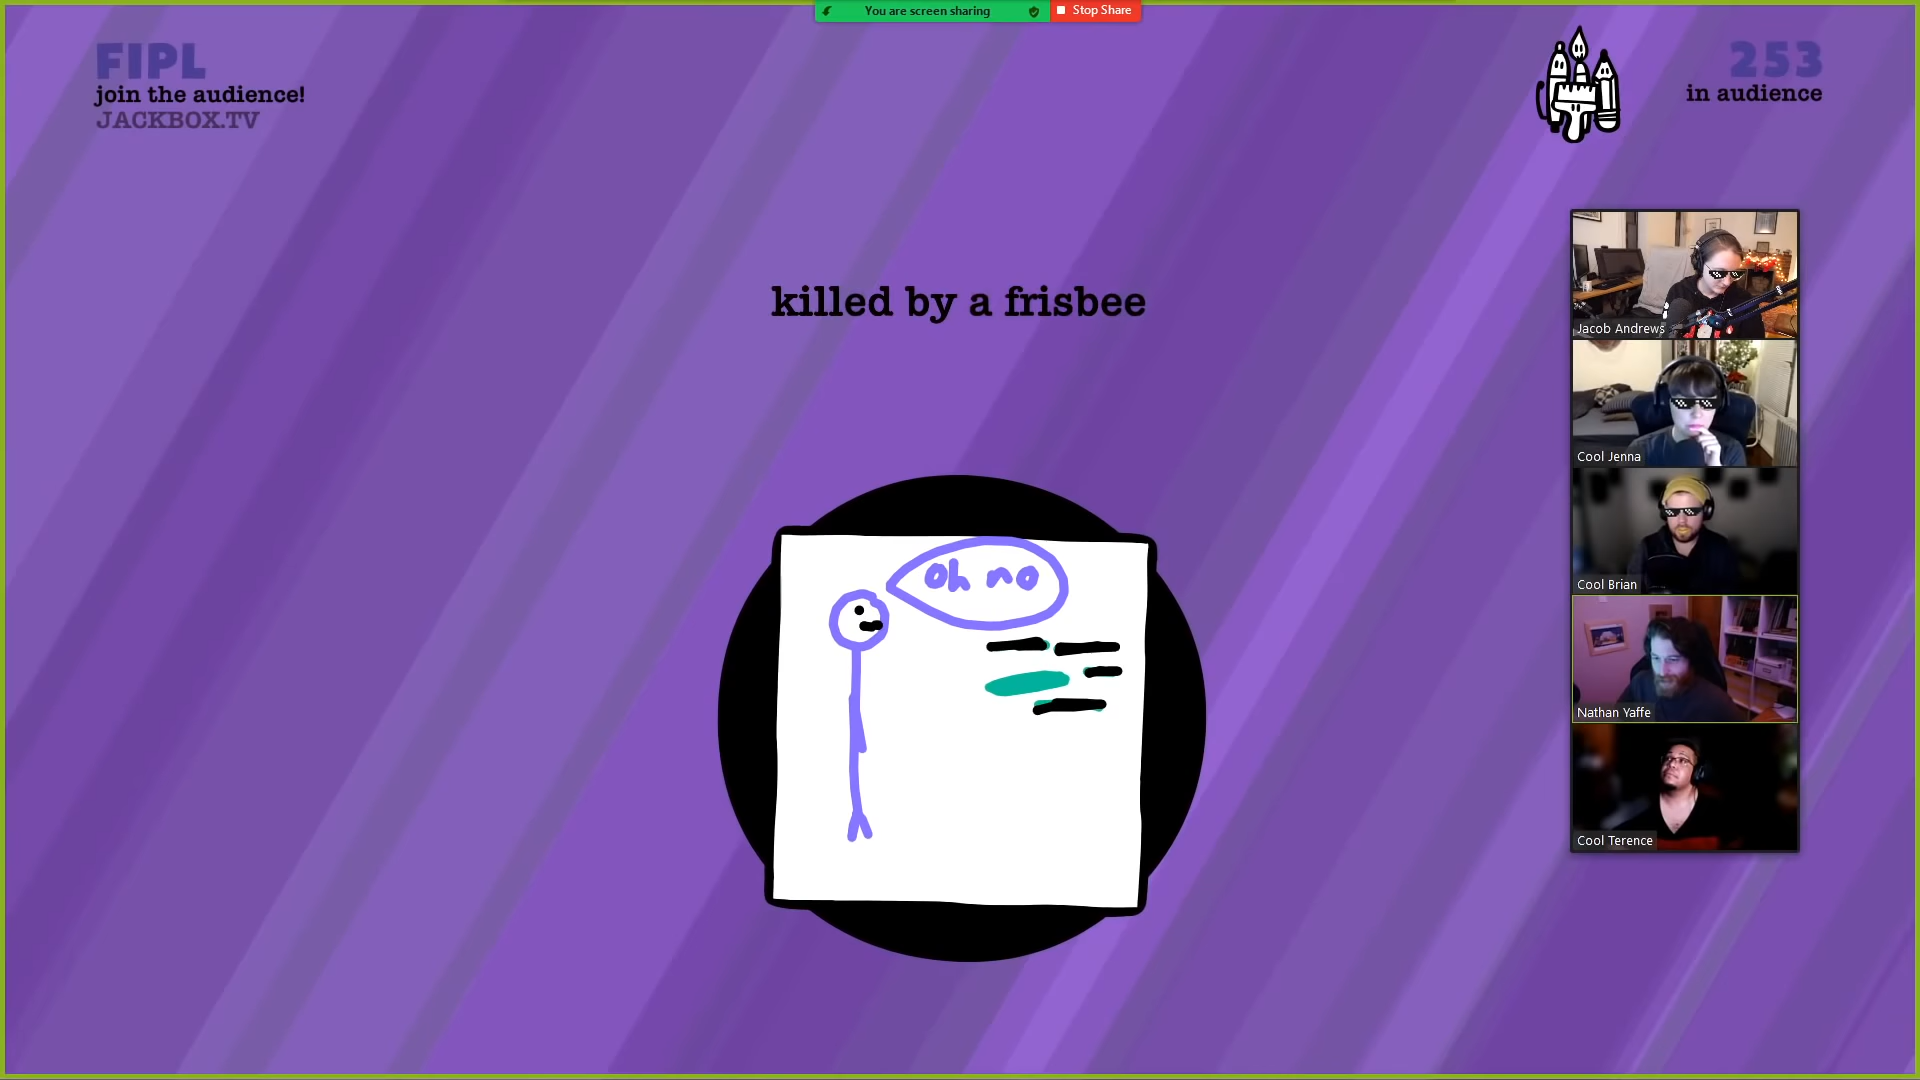 You are screen sharing
Stop Share
FIPL
join the audience!
JACKBOX.TV
253
in audience
killed by a frisbee
oh no
Jacob Andrews
Cool Jenna
Cool Brian
Nathan Yaffe
Cool Terence